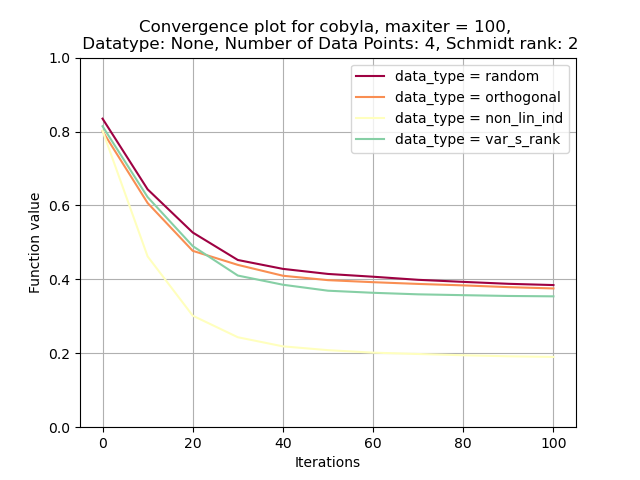 Convergence plot for cobyla, maxiter = 100,
Datatype: None, Number of Data Points: 4, Schmidt rank: 2
data_type = random
data_type = orthogonal
data_type = non_lin_ind
data_type = var_s_rank
Function value
1.0
0.8
0.6
0.4
0.2
0.0
0 20 40 60 80 100
Iterations